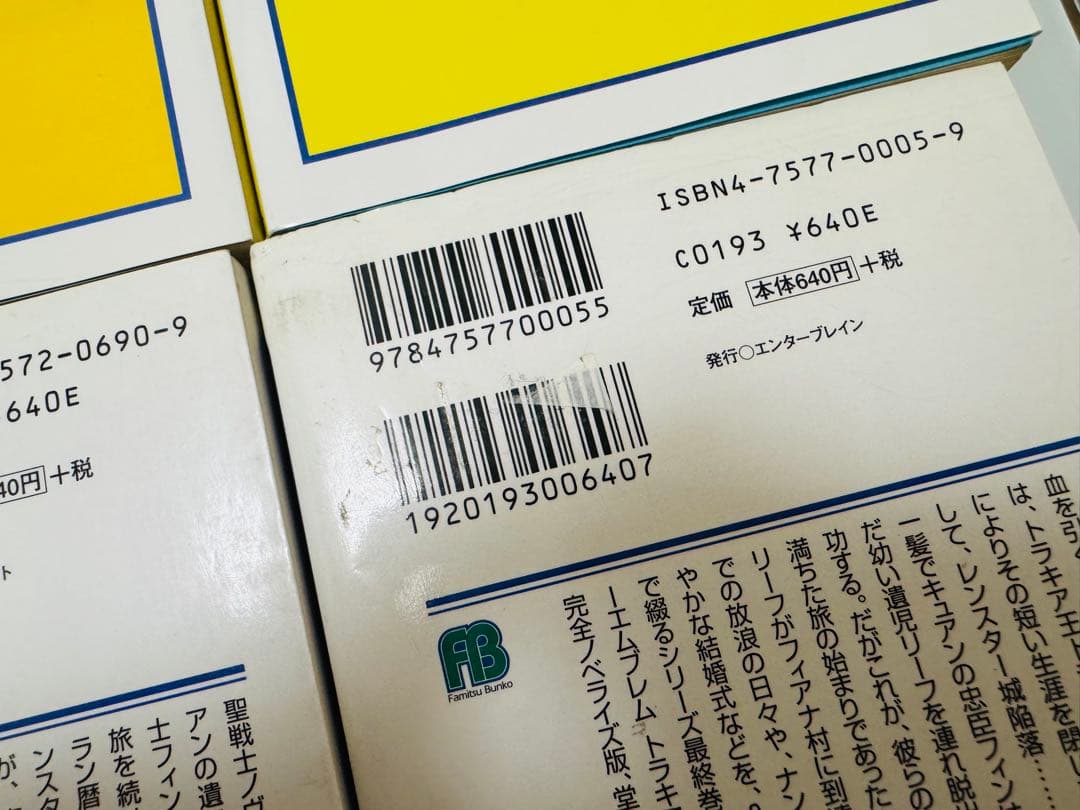 ISBN4-7577-0005-9
C0193 ¥640E
定価 本体640円+税
発行○エンターブレイン
9784757700055
1920193006407
血を引く
は、トラキア王ト
によりその短い生涯を閉じ
して、レンスター城陥落……
一髪でキュアンの忠臣フィン
だ幼い遺児リーフを連れ脱
功する。だがこれが、彼らの
満ちた旅の始まりであった
リーフがフィアナ村に到
での放浪の日々や、ナン
やかな結婚式などを、
で綴るシリーズ最終巻
ーエムブレム トラキ
完全ノベライズ版、堂
FB
Famitsu Bunko
572-0690-9
640E
40円+税
ト
聖戦士ノヴ
アンの遺
士フィン
旅を続
ラン暦
ンスタ
が、